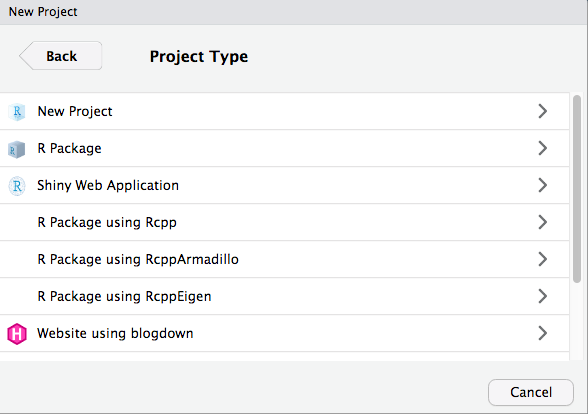 New Project
Back
Project Type
New Project
R Package
Shiny Web Application
R Package using Rcpp
R Package using RcppArmadillo
R Package using RcppEigen
Website using blogdown
Cancel